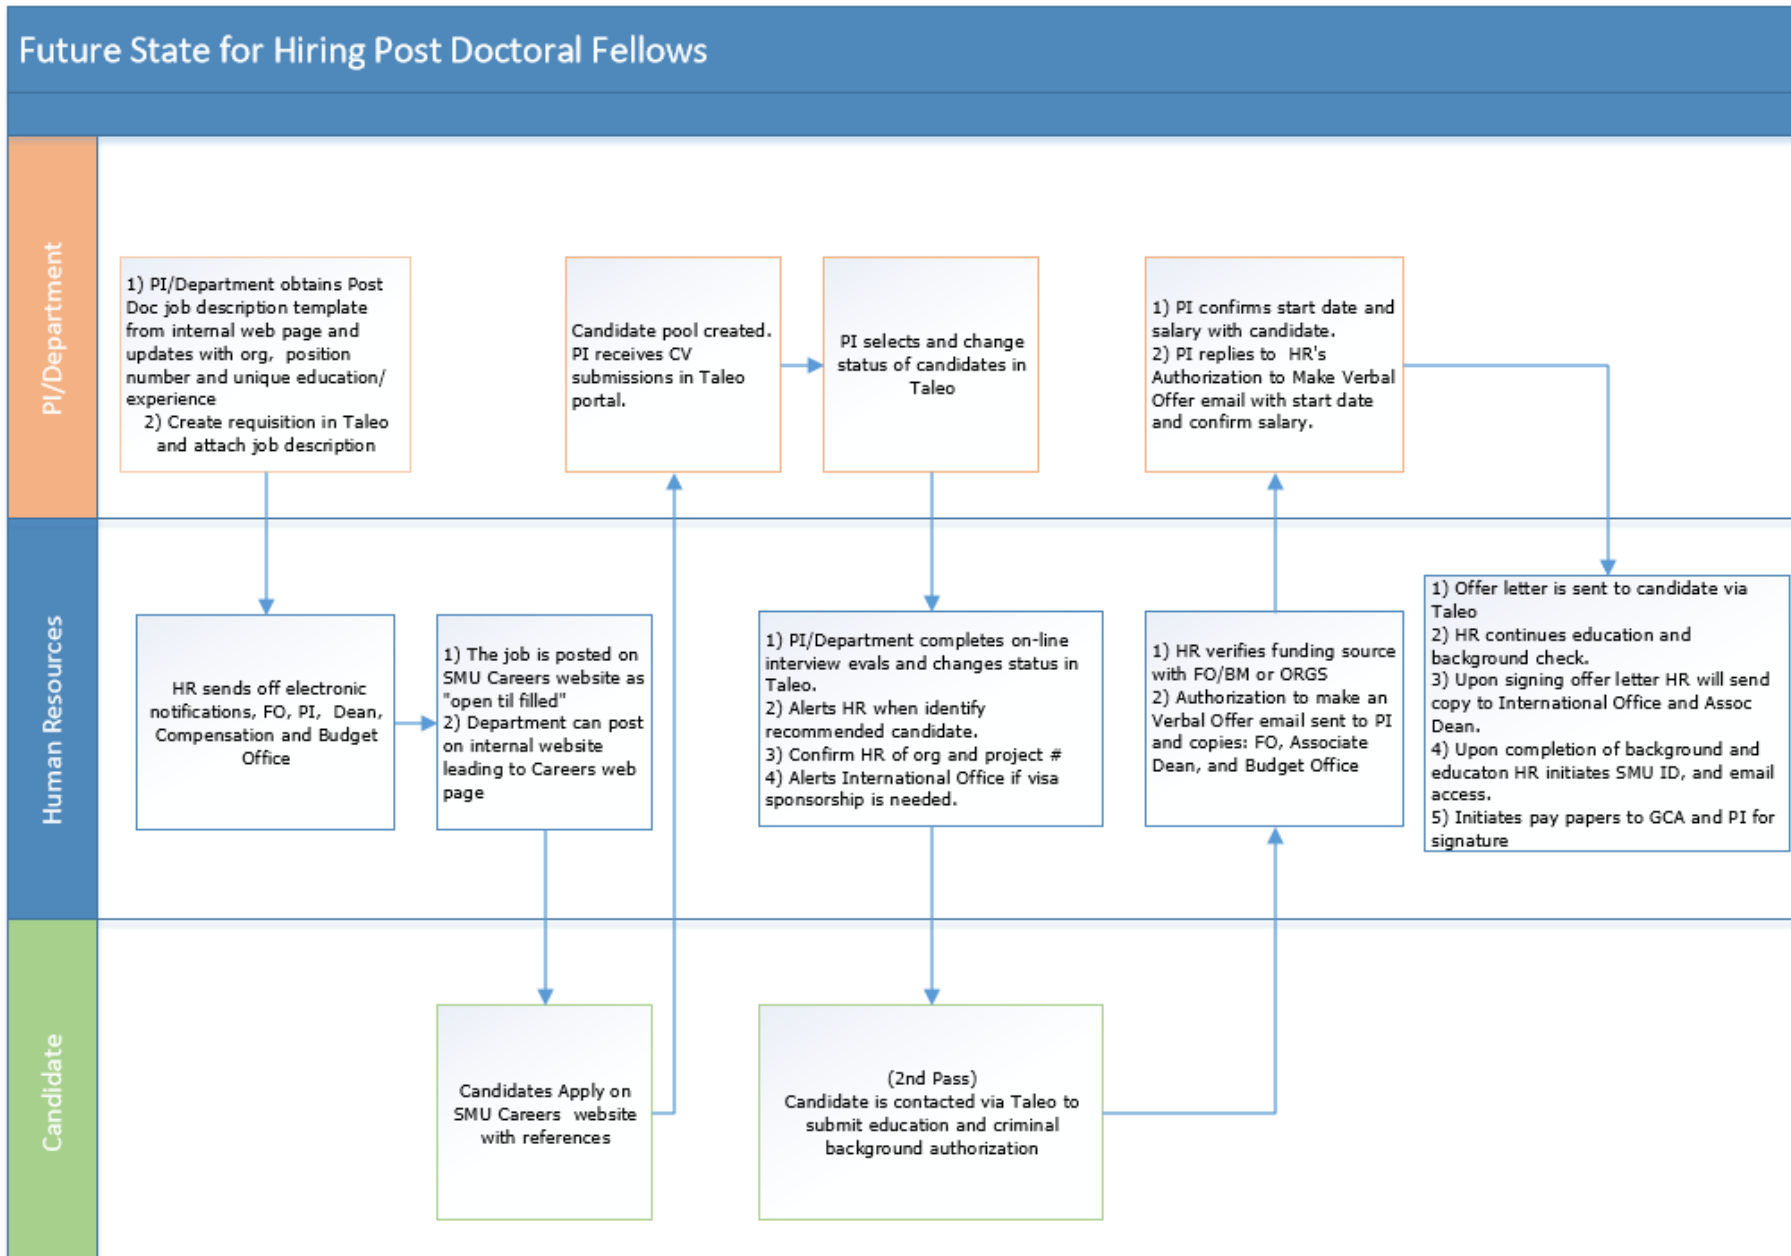 Future State for Hiring Post Doctoral Fellows
PI/Department
1) PI/Department obtains Post
Doc job description template
from internal web page and
updates with org, position
number and unique education/
experience
2) Create requisition in Taleo
and attach job description
Candidate pool created.
PI receives CV
submissions in Taleo
portal.
PI selects and change
status of candidates in
Taleo
1) PI confirms start date and
salary with candidate.
2) PI replies to HR's
Authorization to Make Verbal
Offer email with start date
and confirm salary.
Human Resources
HR sends off electronic
notifications, FO, PI, Dean,
Compensation and Budget
Office
1) The job is posted on
SMU Careers website as
"open til filled"
2) Department can post
on internal website
leading to Careers web
page
1) PI/Department completes on-line
interview evals and changes status in
Taleo.
2) Alerts HR when identify
recommended candidate.
3) Confirm HR of org and project #
4) Alerts International Office if visa
sponsorship is needed.
1) HR verifies funding source
with FO/BM or ORGS
2) Authorization to make an
Verbal Offer email sent to PI
and copies: FO, Associate
Dean, and Budget Office
1) Offer letter is sent to candidate via
Taleo
2) HR continues education and
background check.
3) Upon signing offer letter HR will send
copy to International Office and Assoc
Dean.
4) Upon completion of background and
educaton HR initiates SMU ID, and email
access.
5) Initiates pay papers to GCA and PI for
signature
Candidate
Candidates Apply on
SMU Careers website
with references
(2nd Pass)
Candidate is contacted via Taleo to
submit education and criminal
background authorization